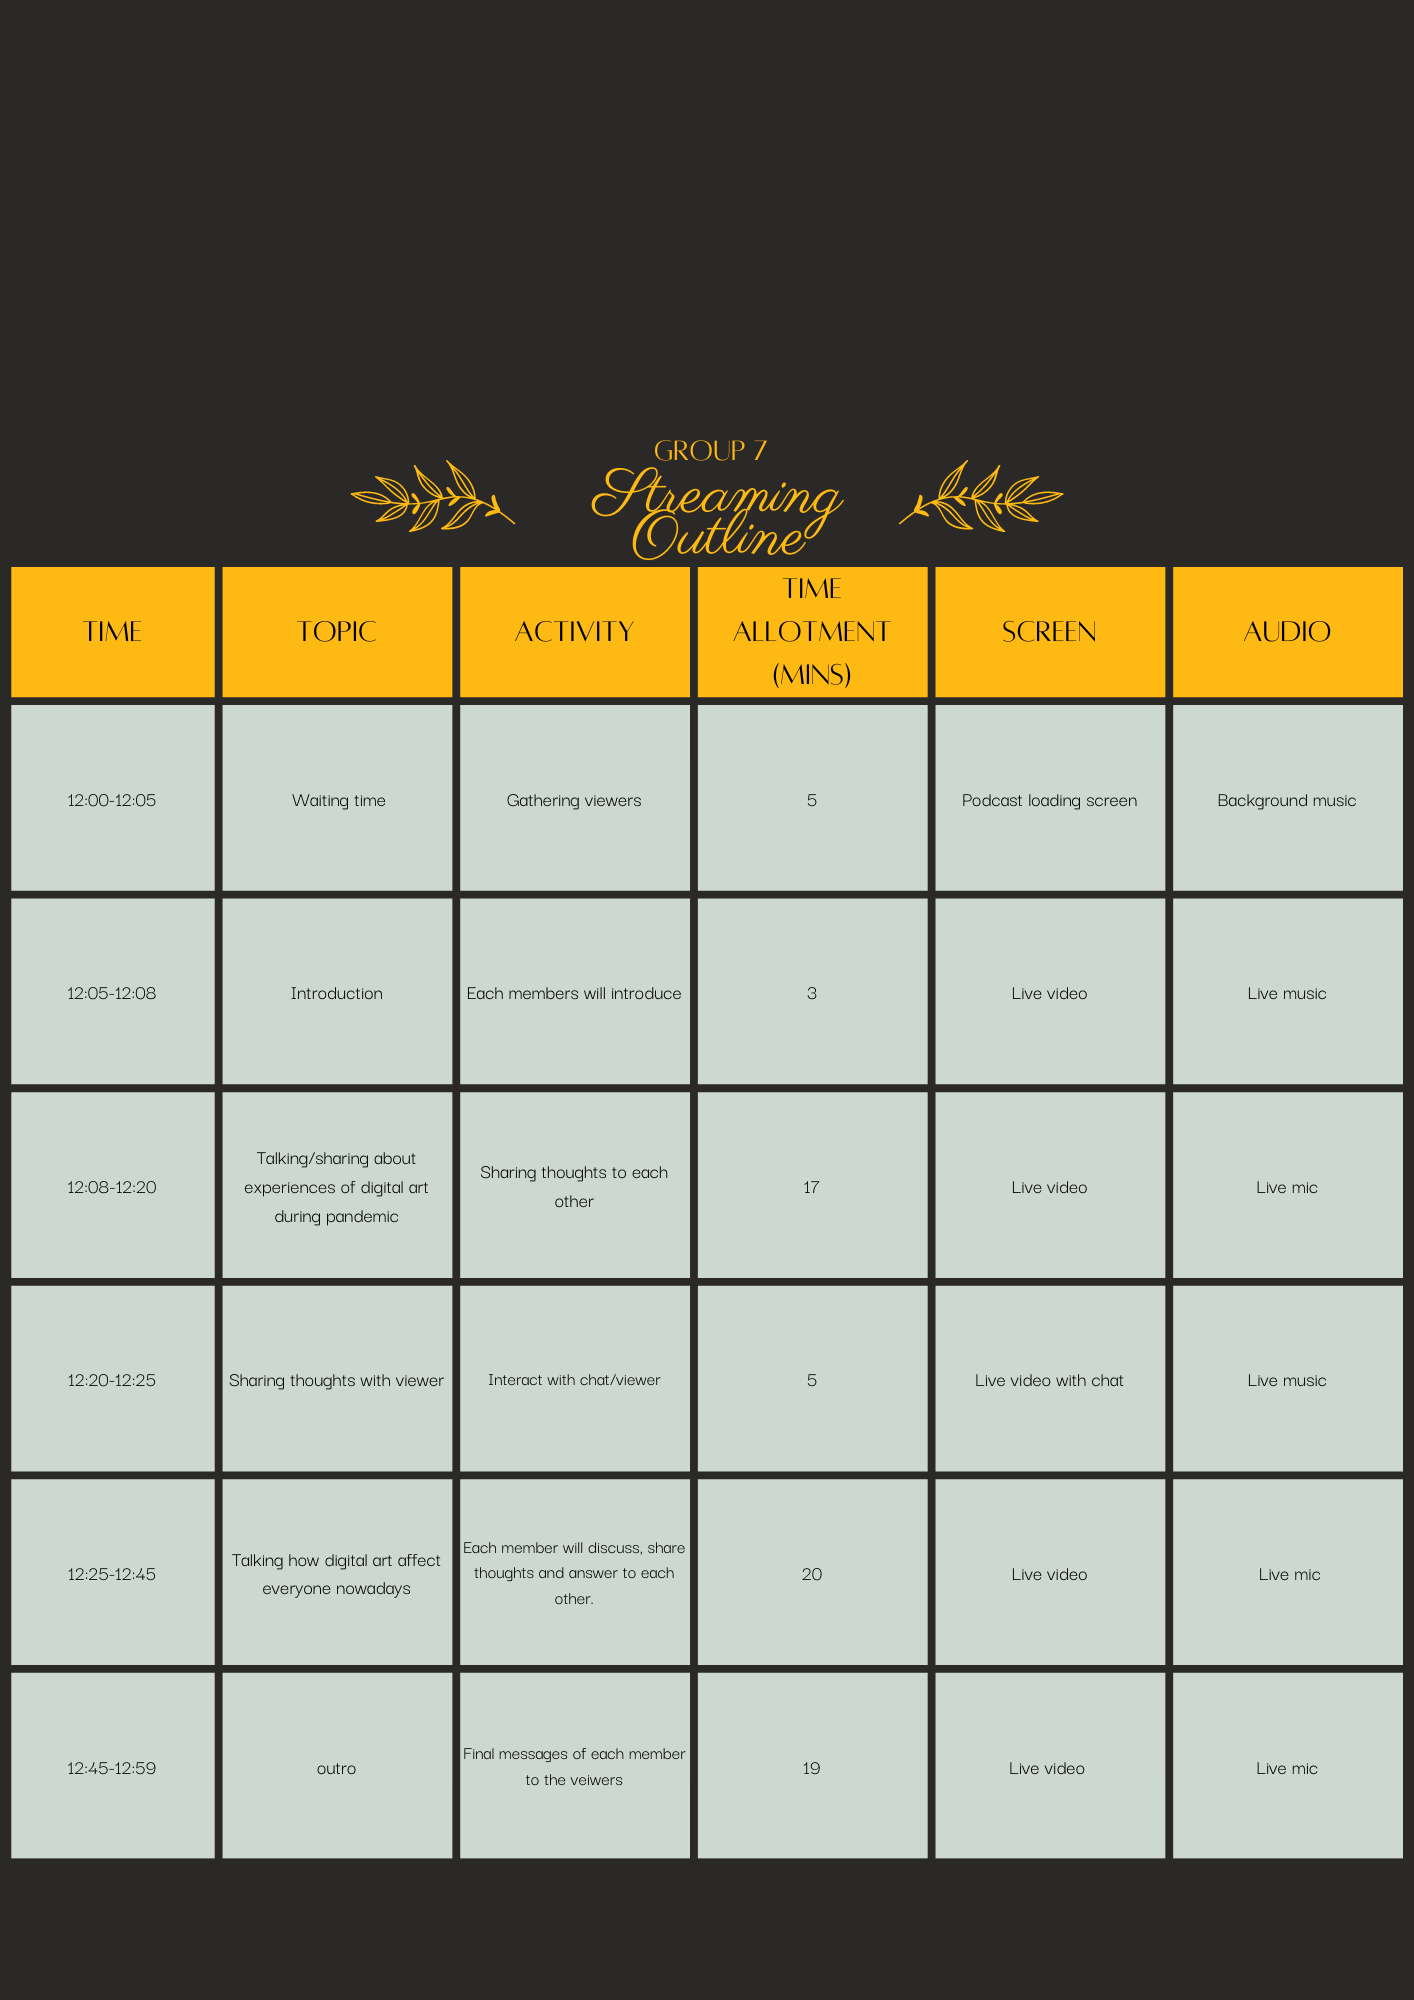 GROUP 7
Streaming
Outline
TIME
TOPIC
ACTIVITY
TIME
ALLOTMENT
(MINS)
SCREEN
AUDIO
12:00-12:05
Waiting time
Gathering viewers
5
Podcast loading screen
Background music
12:05-12:08
Introduction
Each members will introduce
3
Live video
Live music
12:08-12:20
Talking/sharing about
experiences of digital art
during pandemic
Sharing thoughts to each
other
17
Live video
Live mic
12:20-12:25
Sharing thoughts with viewer
Interact with chat/viewer
5
Live video with chat
Live music
12:25-12:45
Talking how digital art affect
everyone nowadays
Each member will discuss, share
thoughts and answer to each
other.
20
Live video
Live mic
12:45-12:59
outro
Final messages of each member
to the veiwers
19
Live video
Live mic